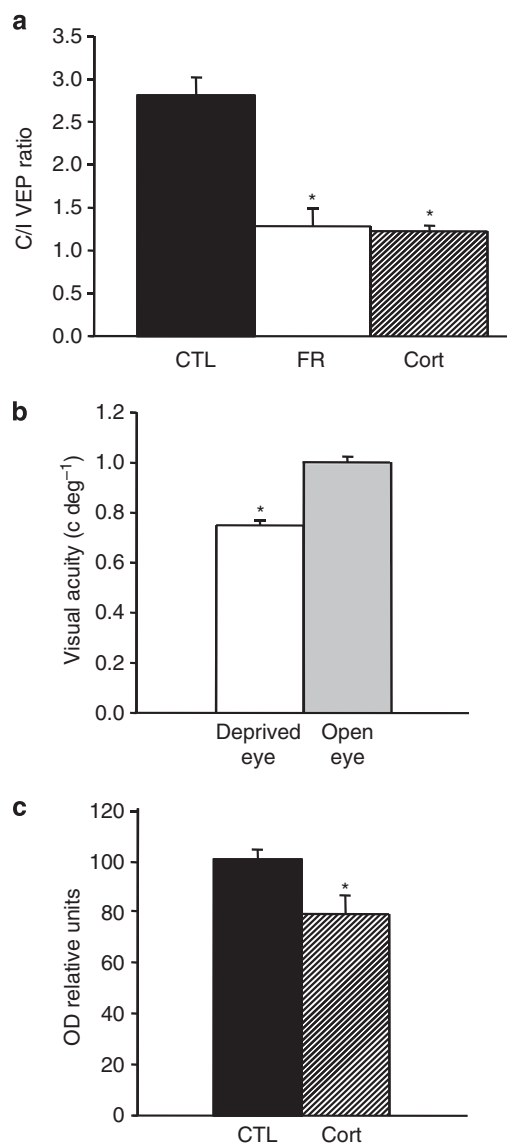 a
3.5
3.0
2.5
2.0
1.5
1.0
0.5
0.0
C/I VEP ratio
*
*
CTL FR Cort
b
1.2
1.0
0.8
0.6
0.4
0.2
0.0
Visual acuity (c deg⁻¹)
*
Deprived eye
Open eye
c
120
100
80
60
40
20
0
OD relative units
*
CTL Cort